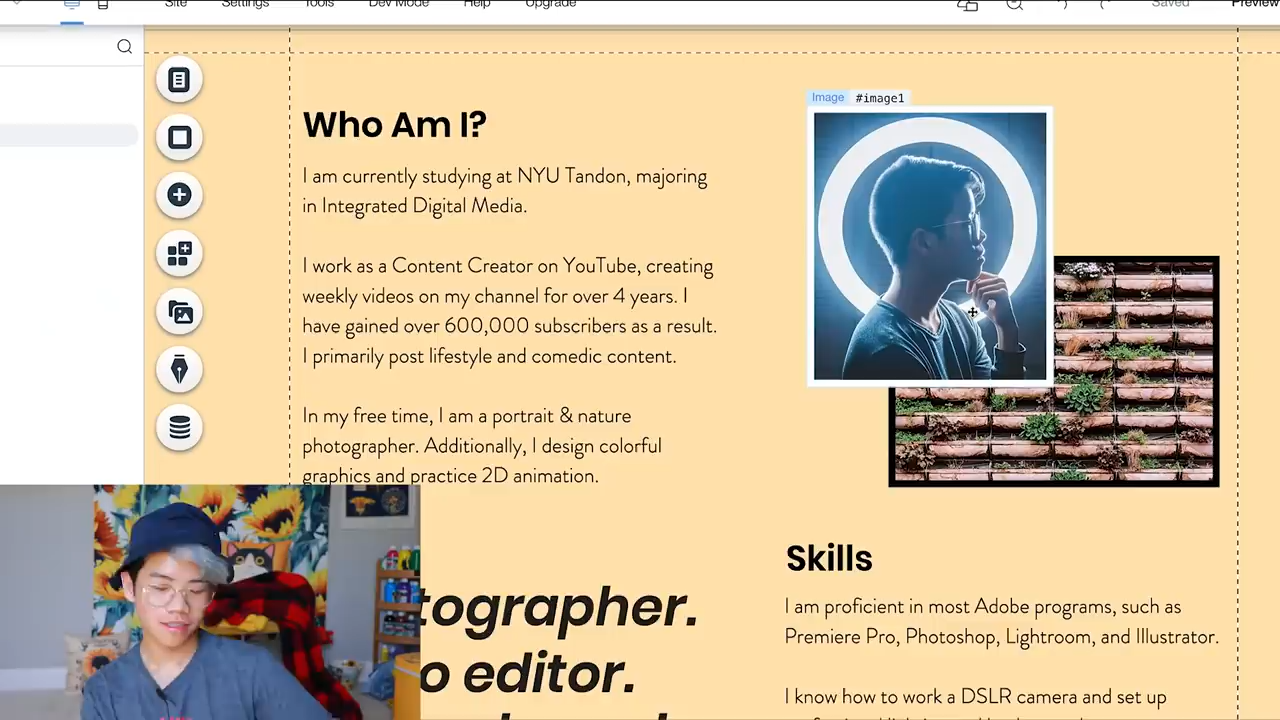 Site Settings Tools Dev Mode Help Upgrade Saved Preview
Image #image1
Who Am I?
I am currently studying at NYU Tandon, majoring
in Integrated Digital Media.
I work as a Content Creator on YouTube, creating
weekly videos on my channel for over 4 years. I
have gained over 600,000 subscribers as a result.
I primarily post lifestyle and comedic content.
In my free time, I am a portrait & nature
photographer. Additionally, I design colorful
graphics and practice 2D animation.
tographer.
o editor.
Skills
I am proficient in most Adobe programs, such as
Premiere Pro, Photoshop, Lightroom, and Illustrator.
I know how to work a DSLR camera and set up